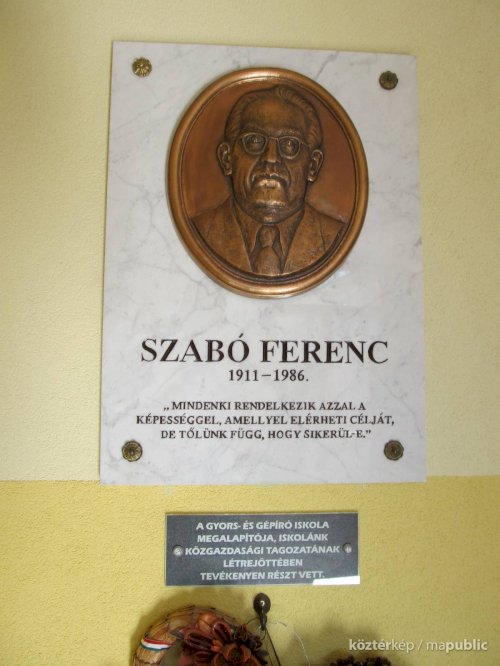 SZABÓ FERENC
1911–1986.
„MINDENKI RENDELKEZIK AZZAL A
KÉPESSÉGGEL, AMELLYEL ELÉRHETI CÉLJÁT,
DE TŐLÜNK FÜGG, HOGY SIKERÜL-E.”
A GYORS- ÉS GÉPÍRÓ ISKOLA
MEGALAPÍTÓJA, ISKOLÁNK
KÖZGAZDASÁGI TAGOZATÁNAK
LÉTREJÖTTÉBEN
TEVÉKENYEN RÉSZT VETT.
köztérkép / mapublic